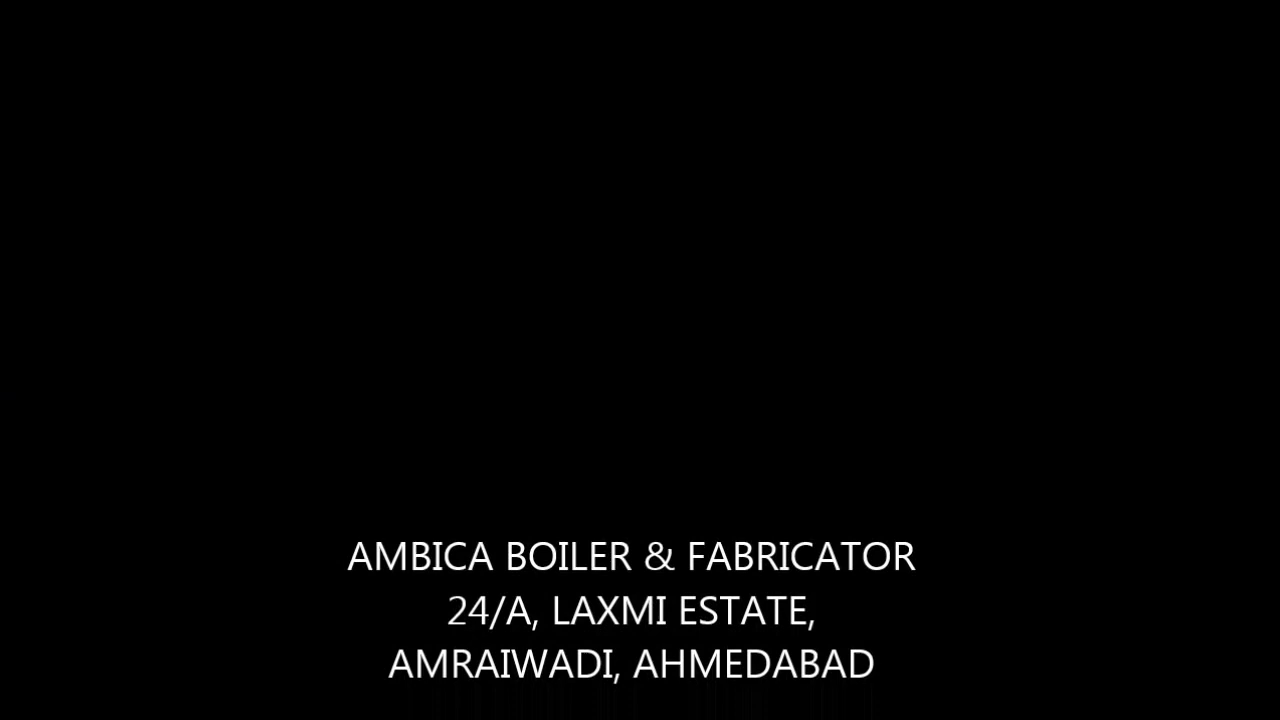 AMBICA BOILER & FABRICATOR
24/A, LAXMI ESTATE,
AMRAIWADI, AHMEDABAD